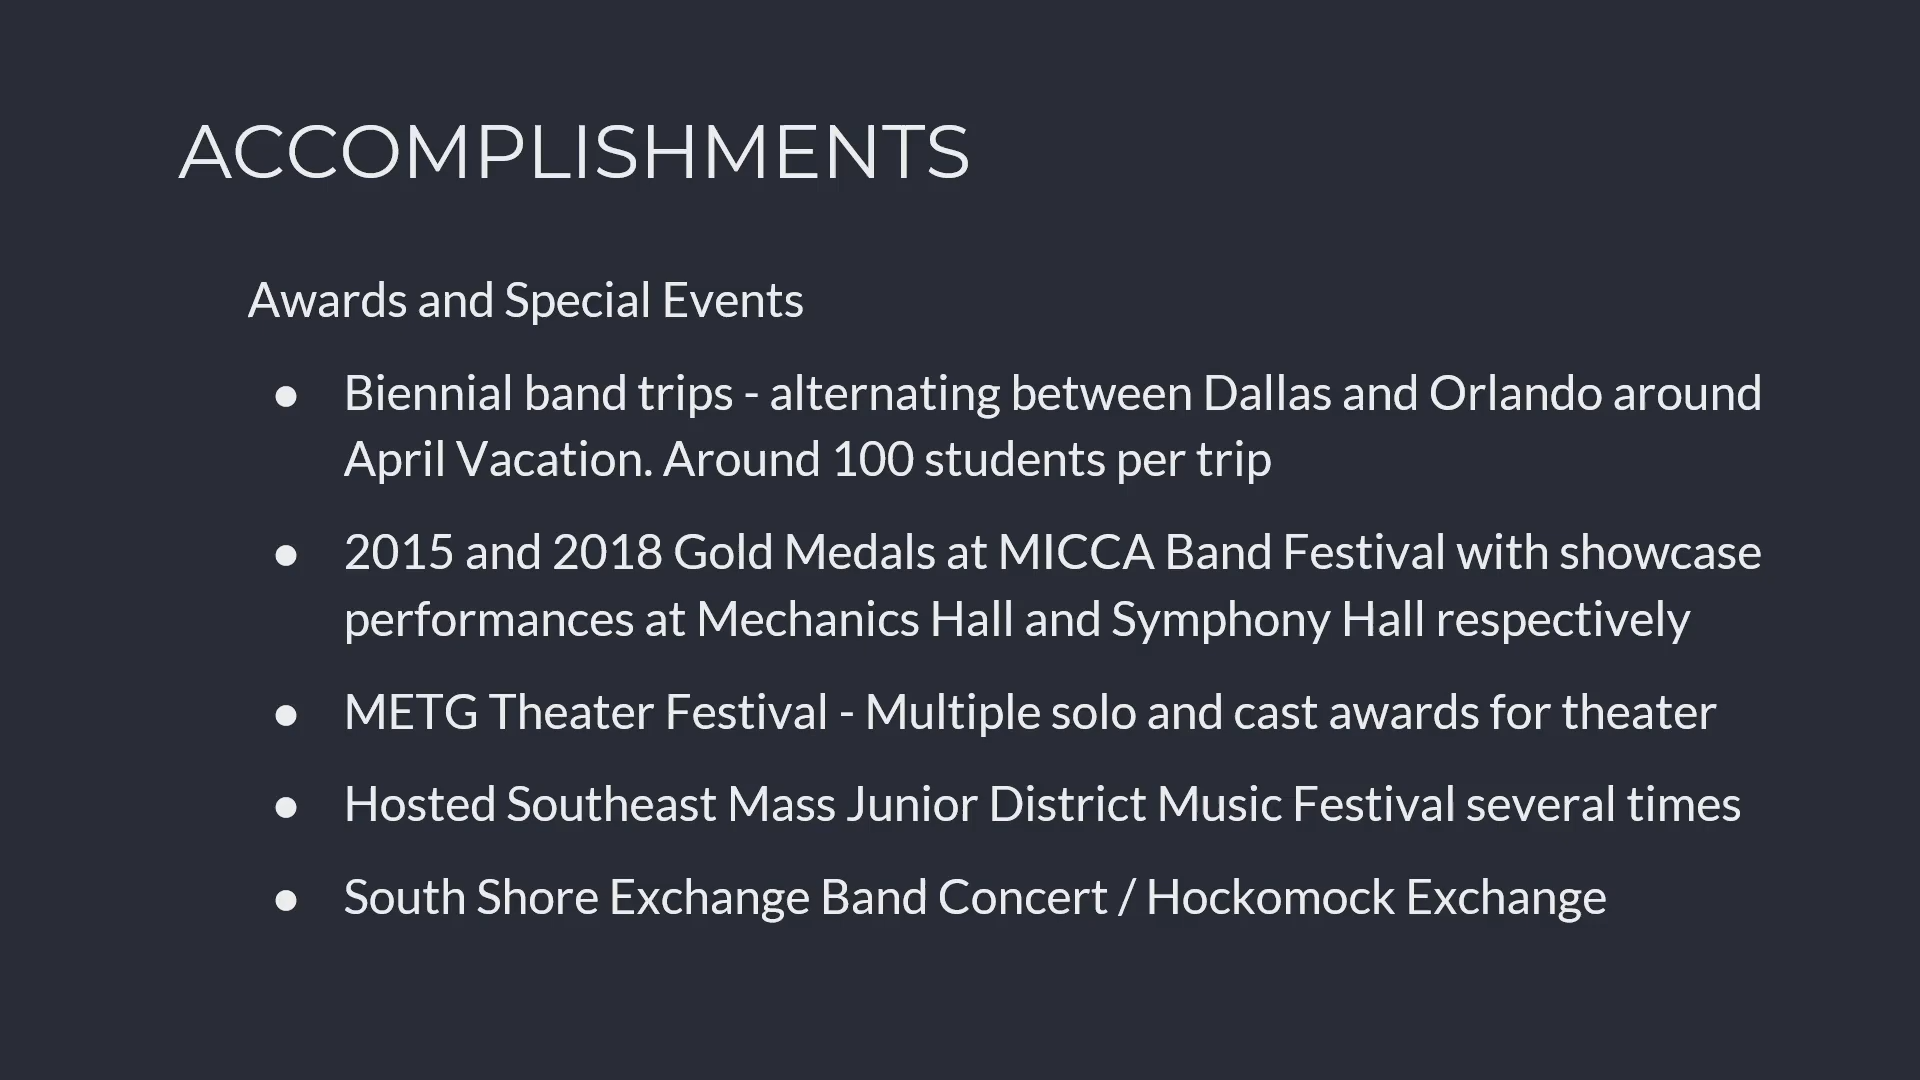 ACCOMPLISHMENTS
Awards and Special Events
● Biennial band trips - alternating between Dallas and Orlando around
April Vacation. Around 100 students per trip
● 2015 and 2018 Gold Medals at MICCA Band Festival with showcase
performances at Mechanics Hall and Symphony Hall respectively
● METG Theater Festival - Multiple solo and cast awards for theater
● Hosted Southeast Mass Junior District Music Festival several times
● South Shore Exchange Band Concert / Hockomock Exchange